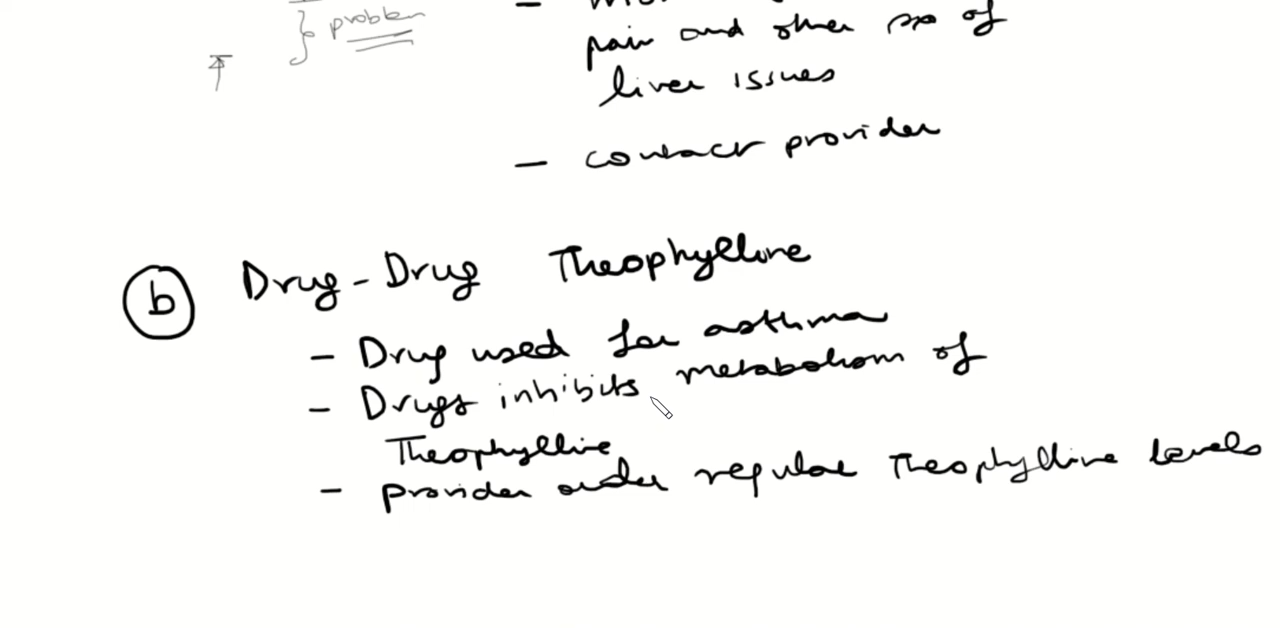 problem
pain and other sx of
liver issues
- contact provider
b Drug-Drug Theophylline
- Drug used for asthma
- Drugs inhibits metabolism of
Theophylline
- provider order regular Theophylline levels